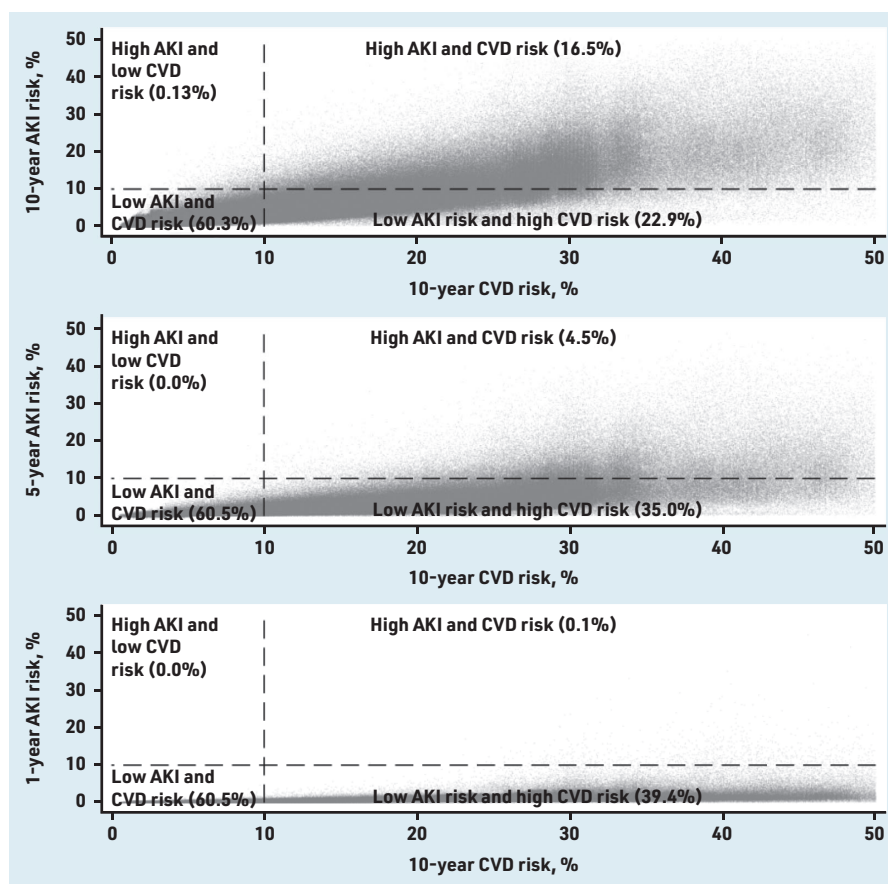 50
40
30
20
10
0
10-year AKI risk, %
High AKI and
low CVD
risk (0.13%)
High AKI and CVD risk (16.5%)
Low AKI and
CVD risk (60.3%)
Low AKI risk and high CVD risk (22.9%)
0 10 20 30 40 50
10-year CVD risk, %
50
40
30
20
10
0
5-year AKI risk, %
High AKI and
low CVD
risk (0.0%)
High AKI and CVD risk (4.5%)
Low AKI and
CVD risk (60.5%)
Low AKI risk and high CVD risk (35.0%)
0 10 20 30 40 50
10-year CVD risk, %
50
40
30
20
10
0
1-year AKI risk, %
High AKI and
low CVD
risk (0.0%)
High AKI and CVD risk (0.1%)
Low AKI and
CVD risk (60.5%)
Low AKI risk and high CVD risk (39.4%)
0 10 20 30 40 50
10-year CVD risk, %